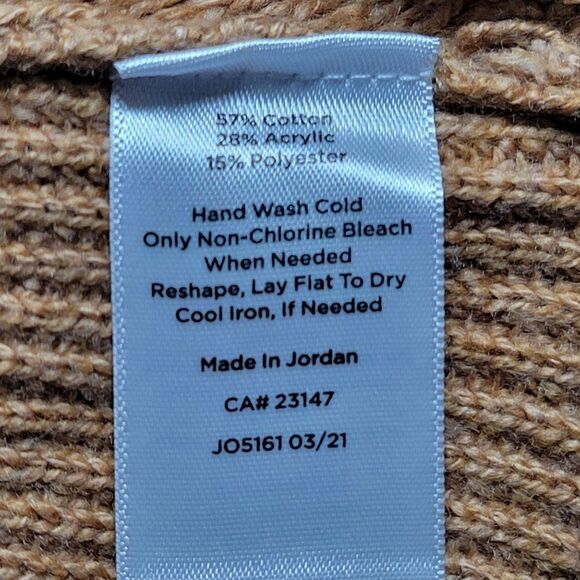 57% Cotton
28% Acrylic
15% Polyester
Hand Wash Cold
Only Non-Chlorine Bleach
When Needed
Reshape, Lay Flat To Dry
Cool Iron, If Needed
Made In Jordan
CA# 23147
JO5161 03/21